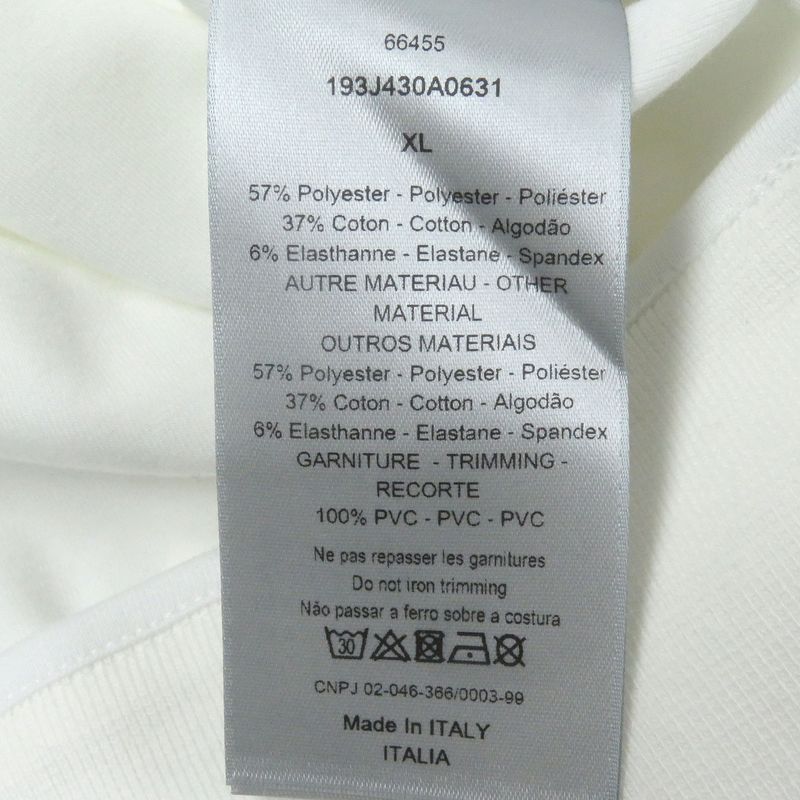 66455
193J430A0631
XL
57% Polyester - Polyester - Poliéster
37% Coton - Cotton - Algodão
6% Elasthanne - Elastane - Spandex
AUTRE MATERIAU - OTHER
MATERIAL
OUTROS MATERIAIS
57% Polyester - Polyester - Poliéster
37% Coton - Cotton - Algodão
6% Elasthanne - Elastane - Spandex
GARNITURE - TRIMMING -
RECORTE
100% PVC - PVC - PVC
Ne pas repasser les garnitures
Do not iron trimming
Não passar a ferro sobre a costura
30
CNPJ 02-046-366/0003-99
Made In ITALY
ITALIA